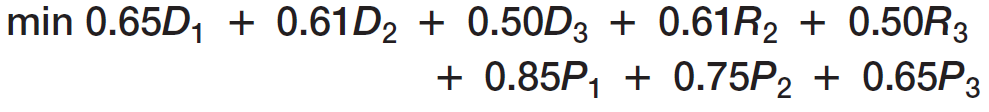 min 0.65D₁ + 0.61D₂ + 0.50D₃ + 0.61R₂ + 0.50R₃
+ 0.85P₁ + 0.75P₂ + 0.65P₃